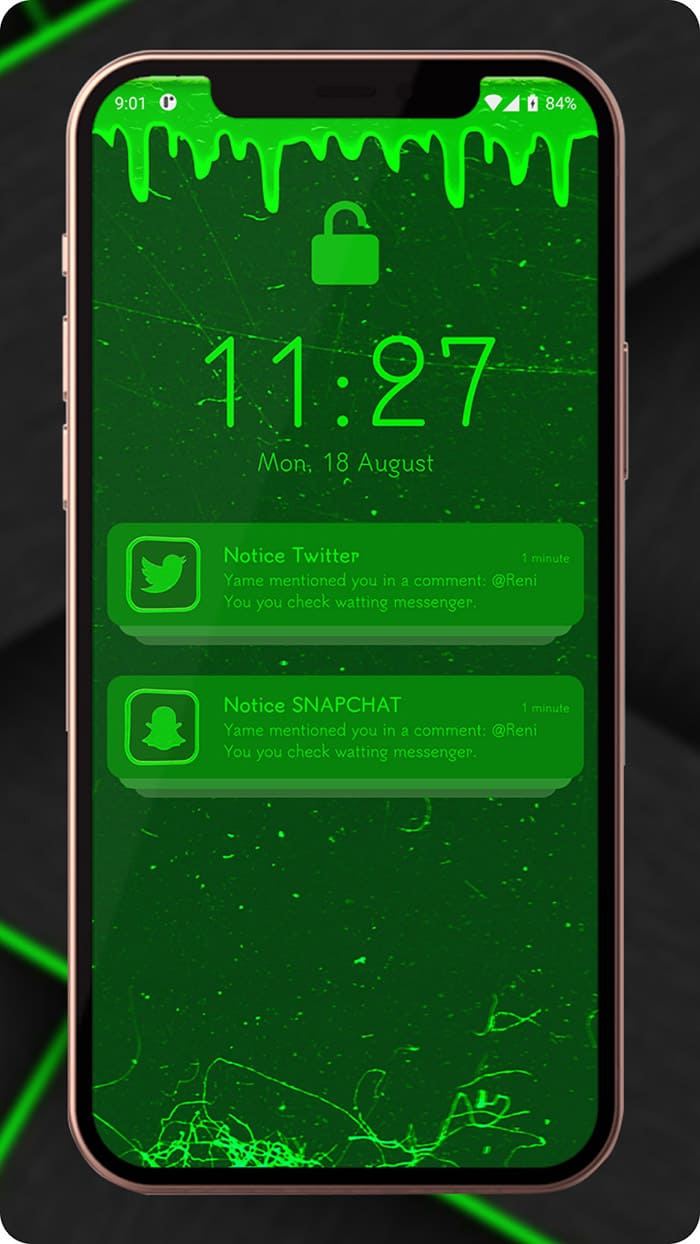 9:01 84%
11:27
Mon, 18 August
Notice Twitter 1 minute
Yame mentioned you in a comment: @Reni
You you check watting messenger.
Notice SNAPCHAT 1 minute
Yame mentioned you in a comment: @Reni
You you check watting messenger.